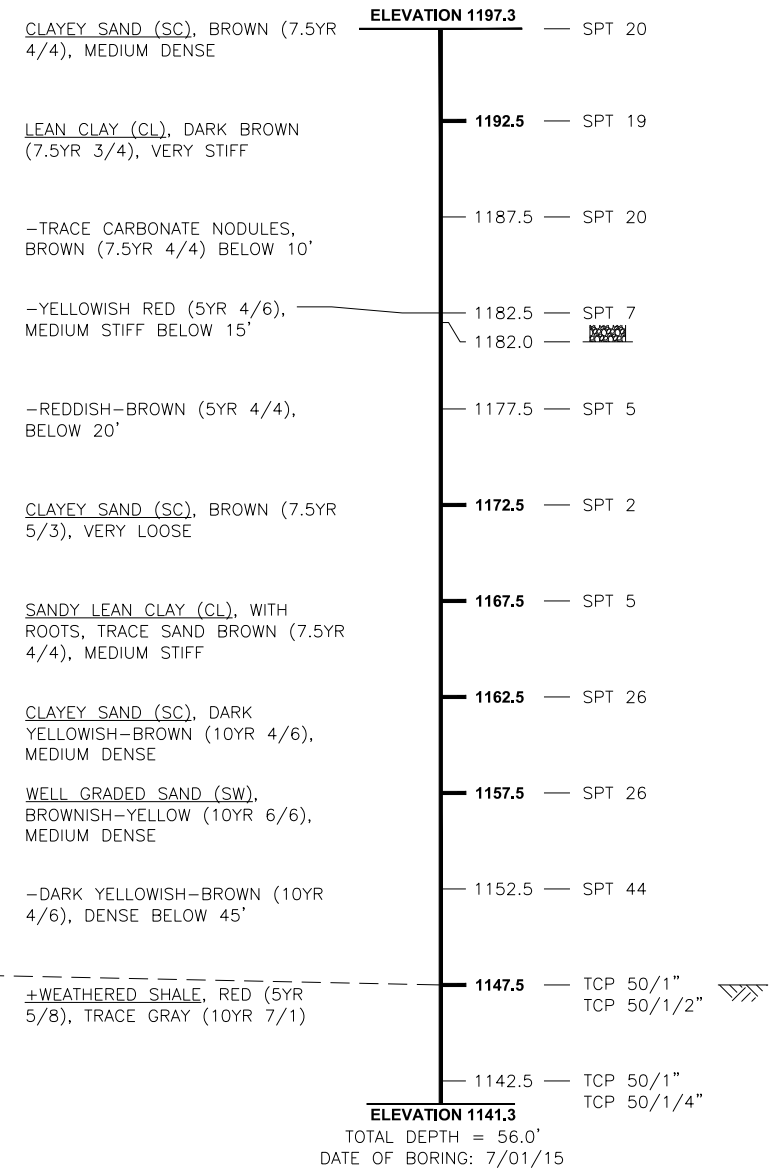 ELEVATION 1197.3
CLAYEY SAND (SC), BROWN (7.5YR
4/4), MEDIUM DENSE
SPT 20
LEAN CLAY (CL), DARK BROWN
(7.5YR 3/4), VERY STIFF
1192.5 — SPT 19
-TRACE CARBONATE NODULES,
BROWN (7.5YR 4/4) BELOW 10'
1187.5 — SPT 20
-YELLOWISH RED (5YR 4/6),
MEDIUM STIFF BELOW 15'
1182.5 — SPT 7
1182.0
-REDDISH-BROWN (5YR 4/4),
BELOW 20'
1177.5 — SPT 5
CLAYEY SAND (SC), BROWN (7.5YR
5/3), VERY LOOSE
1172.5 — SPT 2
SANDY LEAN CLAY (CL), WITH
ROOTS, TRACE SAND BROWN (7.5YR
4/4), MEDIUM STIFF
1167.5 — SPT 5
CLAYEY SAND (SC), DARK
YELLOWISH-BROWN (10YR 4/6),
MEDIUM DENSE
1162.5 — SPT 26
WELL GRADED SAND (SW),
BROWNISH-YELLOW (10YR 6/6),
MEDIUM DENSE
1157.5 — SPT 26
-DARK YELLOWISH-BROWN (10YR
4/6), DENSE BELOW 45'
1152.5 — SPT 44
+WEATHERED SHALE, RED (5YR
5/8), TRACE GRAY (10YR 7/1)
1147.5 — TCP 50/1"
TCP 50/1/2"
1142.5 — TCP 50/1"
TCP 50/1/4"
ELEVATION 1141.3
TOTAL DEPTH = 56.0'
DATE OF BORING: 7/01/15